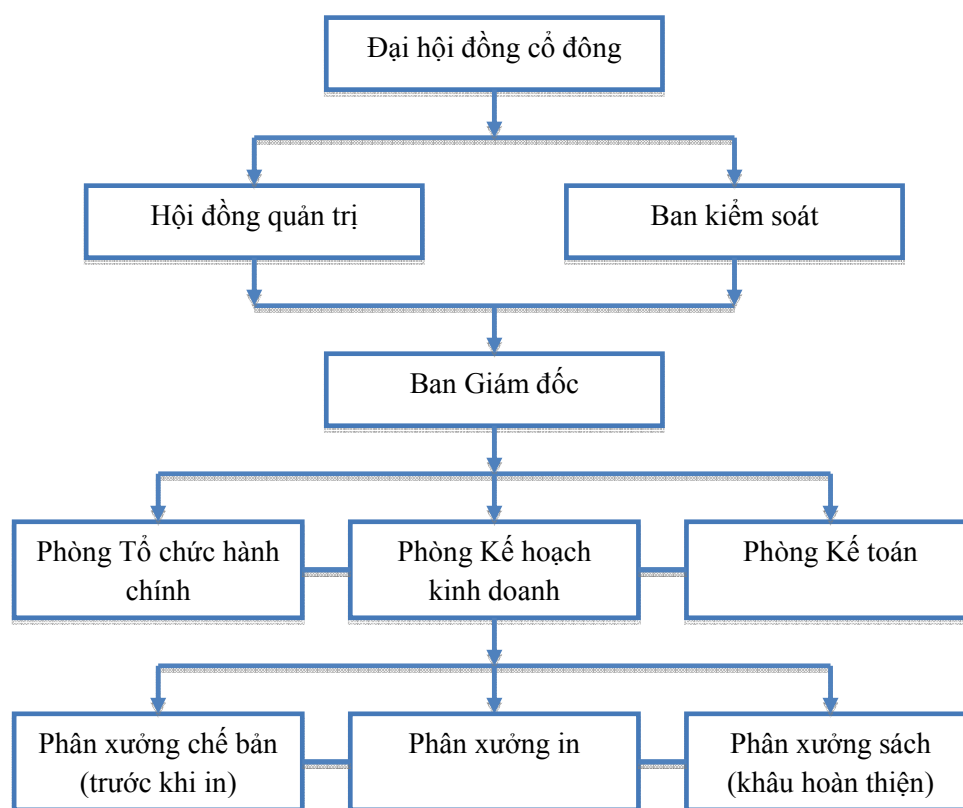 Đại hội đồng cổ đông
Hội đồng quản trị
Ban kiểm soát
Ban Giám đốc
Phòng Tổ chức hành
chính
Phòng Kế hoạch
kinh doanh
Phòng Kế toán
Phân xưởng chế bản
(trước khi in)
Phân xưởng in
Phân xưởng sách
(khâu hoàn thiện)